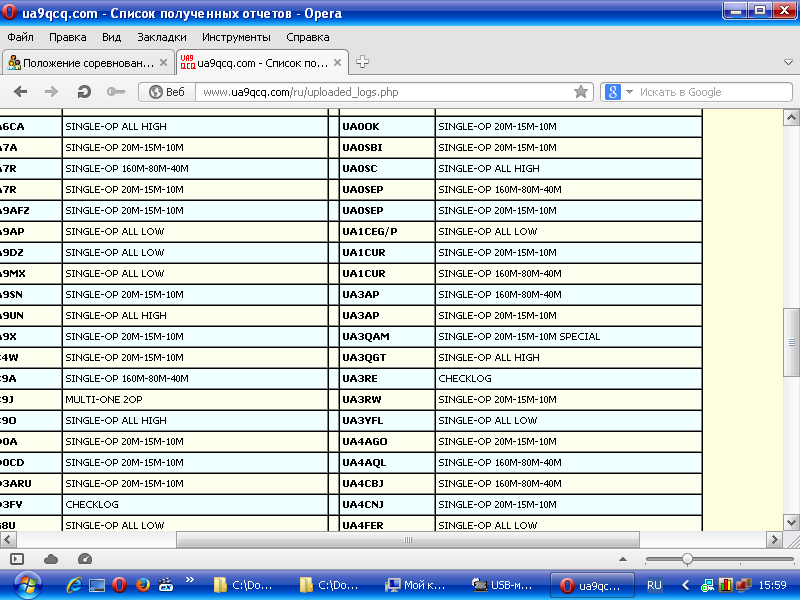 ua9qcq.com - Список полученных отчетов - Opera
Файл Правка Вид Закладки Инструменты Справка
Положение соревнован... ua9qcq.com - Список по...
Веб www.ua9qcq.com/ru/uploaded_logs.php Искать в Google
A6CA SINGLE-OP ALL HIGH UA0OK SINGLE-OP 20M-15M-10M
A7A SINGLE-OP 20M-15M-10M UA0SBI SINGLE-OP 20M-15M-10M
A7R SINGLE-OP 160M-80M-40M UA0SC SINGLE-OP ALL HIGH
A7R SINGLE-OP 20M-15M-10M UA0SEP SINGLE-OP 160M-80M-40M
A9AFZ SINGLE-OP 20M-15M-10M UA0SEP SINGLE-OP 20M-15M-10M
A9AP SINGLE-OP ALL LOW UA1CEG/P SINGLE-OP ALL LOW
A9DZ SINGLE-OP ALL LOW UA1CUR SINGLE-OP 20M-15M-10M
A9MX SINGLE-OP ALL LOW UA1CUR SINGLE-OP 160M-80M-40M
A9SN SINGLE-OP 20M-15M-10M UA3AP SINGLE-OP 160M-80M-40M
A9UN SINGLE-OP ALL HIGH UA3AP SINGLE-OP 20M-15M-10M
A9X SINGLE-OP 20M-15M-10M UA3QAM SINGLE-OP 20M-15M-10M SPECIAL
4W SINGLE-OP 20M-15M-10M UA3QGT SINGLE-OP ALL HIGH
9A SINGLE-OP 160M-80M-40M UA3RE CHECKLOG
9J MULTI-ONE 2OP UA3RW SINGLE-OP 20M-15M-10M
9O SINGLE-OP ALL HIGH UA3YFL SINGLE-OP ALL LOW
0A SINGLE-OP 20M-15M-10M UA4AGO SINGLE-OP 20M-15M-10M
0CD SINGLE-OP 20M-15M-10M UA4AQL SINGLE-OP 160M-80M-40M
3ARU SINGLE-OP 20M-15M-10M UA4CBJ SINGLE-OP 160M-80M-40M
3FY CHECKLOG UA4CNJ SINGLE-OP 20M-15M-10M
8U SINGLE-OP ALL LOW UA4FER SINGLE-OP ALL LOW
C:\Do... C:\Do... Мой к... USB-м... ua9qc... RU 15:59